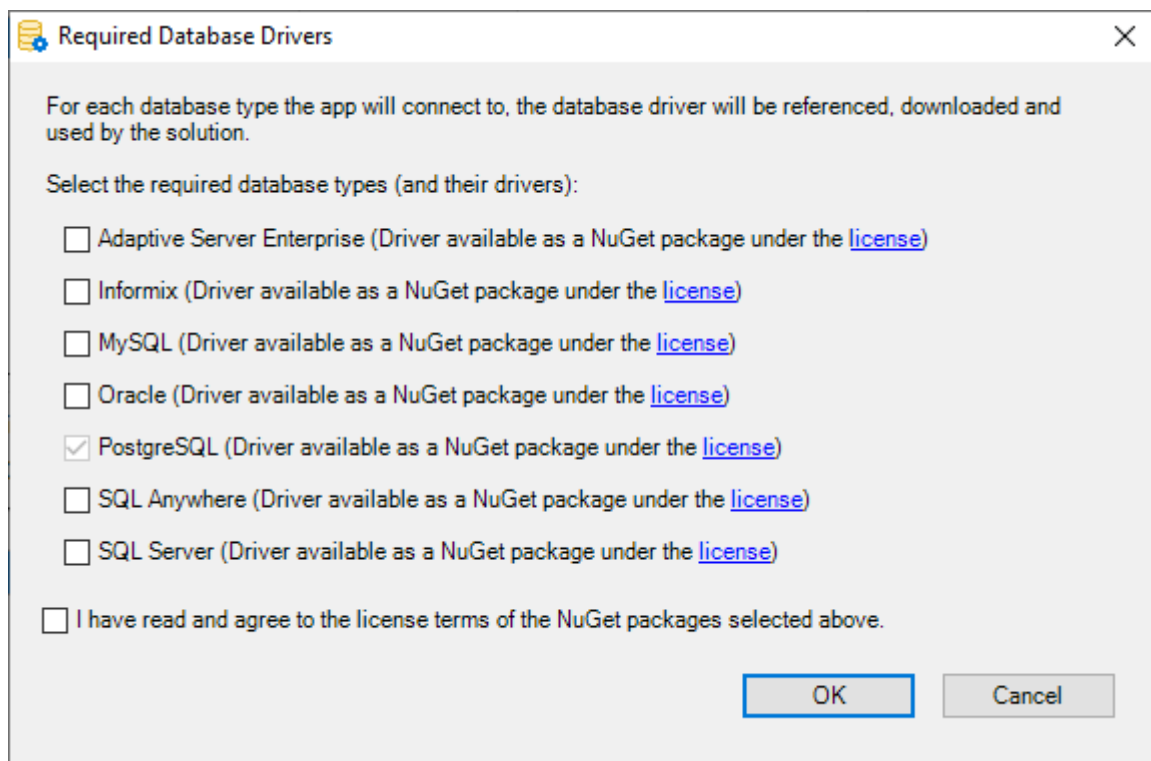 Required Database Drivers
For each database type the app will connect to, the database driver will be referenced, downloaded and
used by the solution.
Select the required database types (and their drivers):
Adaptive Server Enterprise (Driver available as a NuGet package under the license)
Informix (Driver available as a NuGet package under the license)
MySQL (Driver available as a NuGet package under the license)
Oracle (Driver available as a NuGet package under the license)
PostgreSQL (Driver available as a NuGet package under the license)
SQL Anywhere (Driver available as a NuGet package under the license)
SQL Server (Driver available as a NuGet package under the license)
I have read and agree to the license terms of the NuGet packages selected above.
OK
Cancel